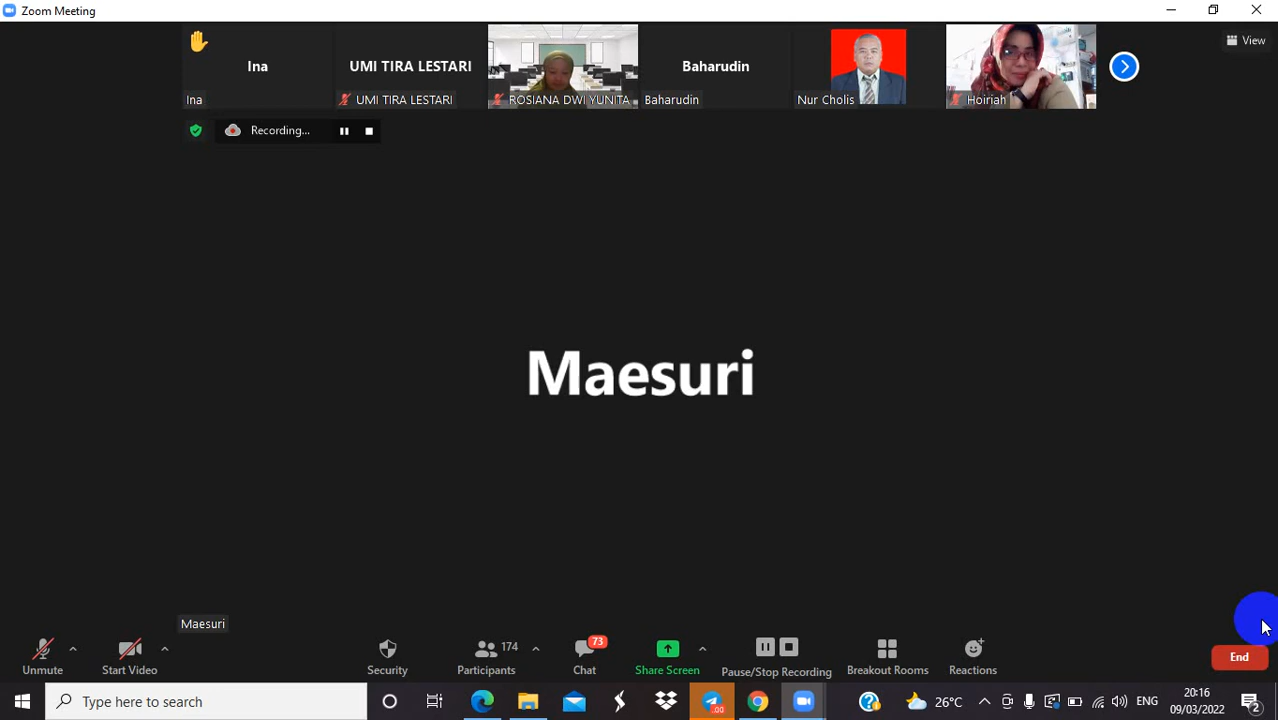 Zoom Meeting
Ina
UMI TIRA LESTARI
Baharudin
Ina
UMI TIRA LESTARI
ROSIANA DWI YUNITA
Baharudin
Nur Cholis
Hoiriah
View
Recording...
Maesuri
Maesuri
Unmute
Start Video
Security
174
Participants
73
Chat
Share Screen
Pause/Stop Recording
Breakout Rooms
Reactions
End
Type here to search
.00
26°C
ENG
20:16
09/03/2022
2